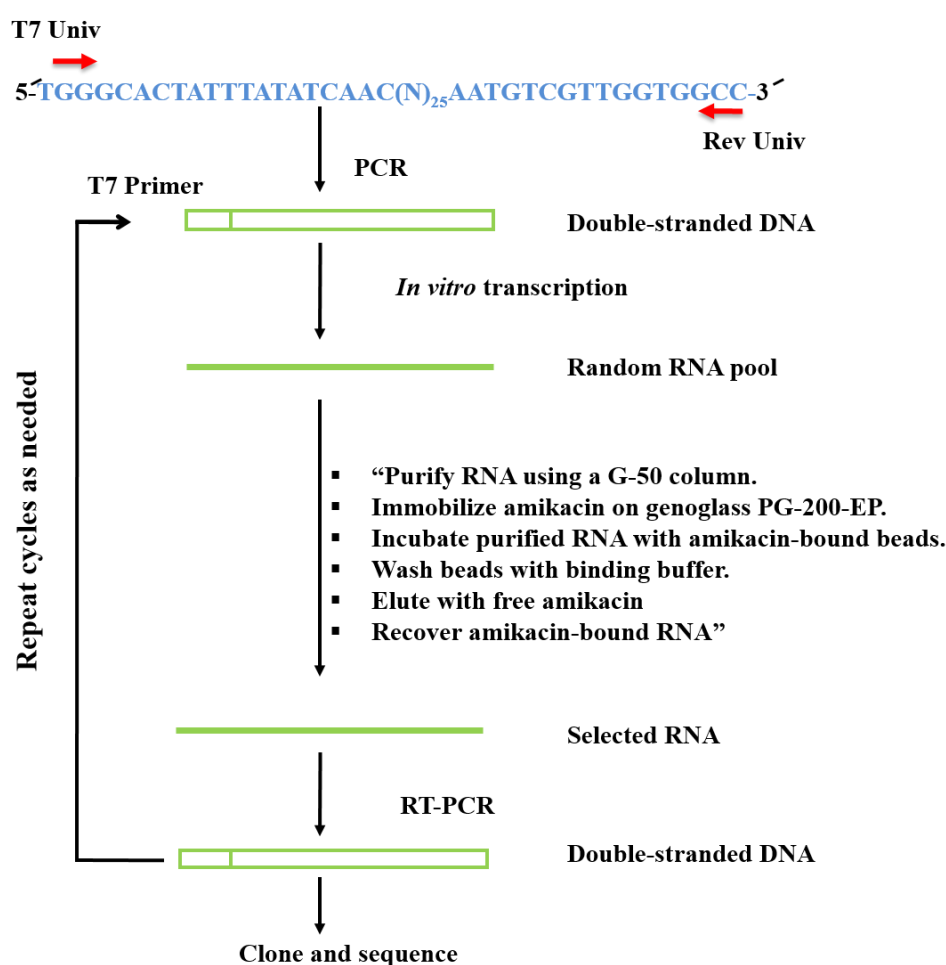 T7 Univ
5-´TGGGCACTATTTATATCAAC(N)25AATGTCGTTGGTGGCC-3´
Rev Univ
PCR
T7 Primer
Double-stranded DNA
In vitro transcription
Random RNA pool
Repeat cycles as needed
▪ “Purify RNA using a G-50 column.
▪ Immobilize amikacin on genoglass PG-200-EP.
▪ Incubate purified RNA with amikacin-bound beads.
▪ Wash beads with binding buffer.
▪ Elute with free amikacin
▪ Recover amikacin-bound RNA”
Selected RNA
RT-PCR
Double-stranded DNA
Clone and sequence